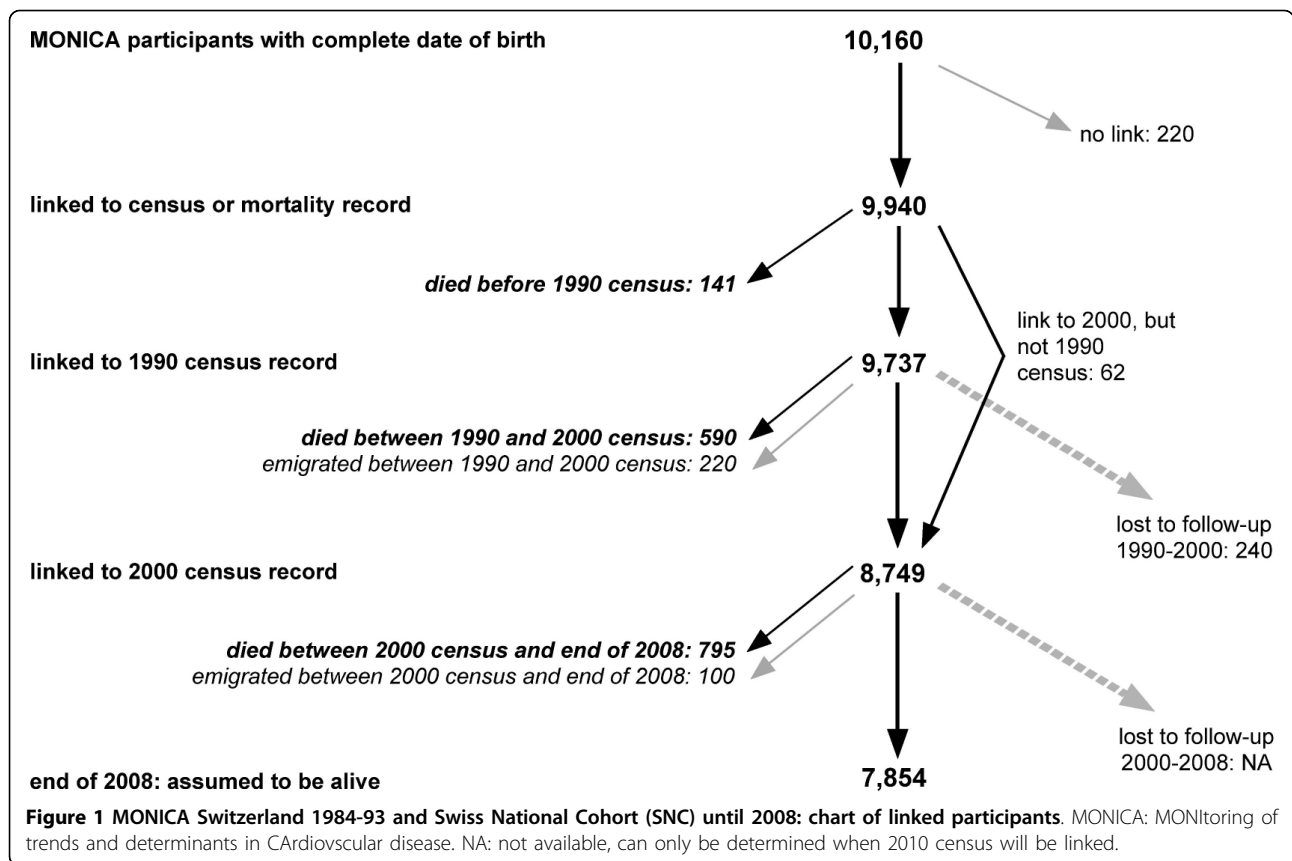 MONICA participants with complete date of birth
10,160
no link: 220
linked to census or mortality record
9,940
died before 1990 census: 141
link to 2000, but
not 1990
census: 62
linked to 1990 census record
9,737
died between 1990 and 2000 census: 590
emigrated between 1990 and 2000 census: 220
lost to follow-up
1990-2000: 240
linked to 2000 census record
8,749
died between 2000 census and end of 2008: 795
emigrated between 2000 census and end of 2008: 100
lost to follow-up
2000-2008: NA
end of 2008: assumed to be alive
7,854
Figure 1 MONICA Switzerland 1984-93 and Swiss National Cohort (SNC) until 2008: chart of linked participants. MONICA: MONItoring of
trends and determinants in CArdiovscular disease. NA: not available, can only be determined when 2010 census will be linked.